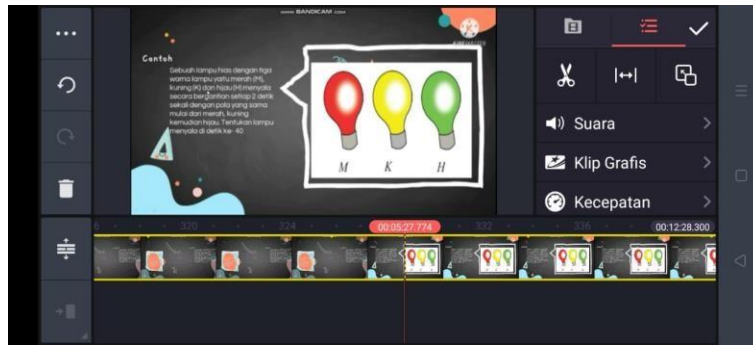 www. BANDICAM .com
KINEMASTER
Contoh
Sebuah lampu hias dengan tiga
warna lampu yaitu merah (M),
kuning (K) dan hijau (H) menyala
secara bergantian setiap 2 detik
sekali dengan pola yang sama
mulai dari merah, kuning
kemudian hijau. Tentukan lampu
menyala di detik ke- 40
M K H
Suara
Klip Grafis
Kecepatan
6 320 324 00:05:27.774 332 336 00:12:28.300